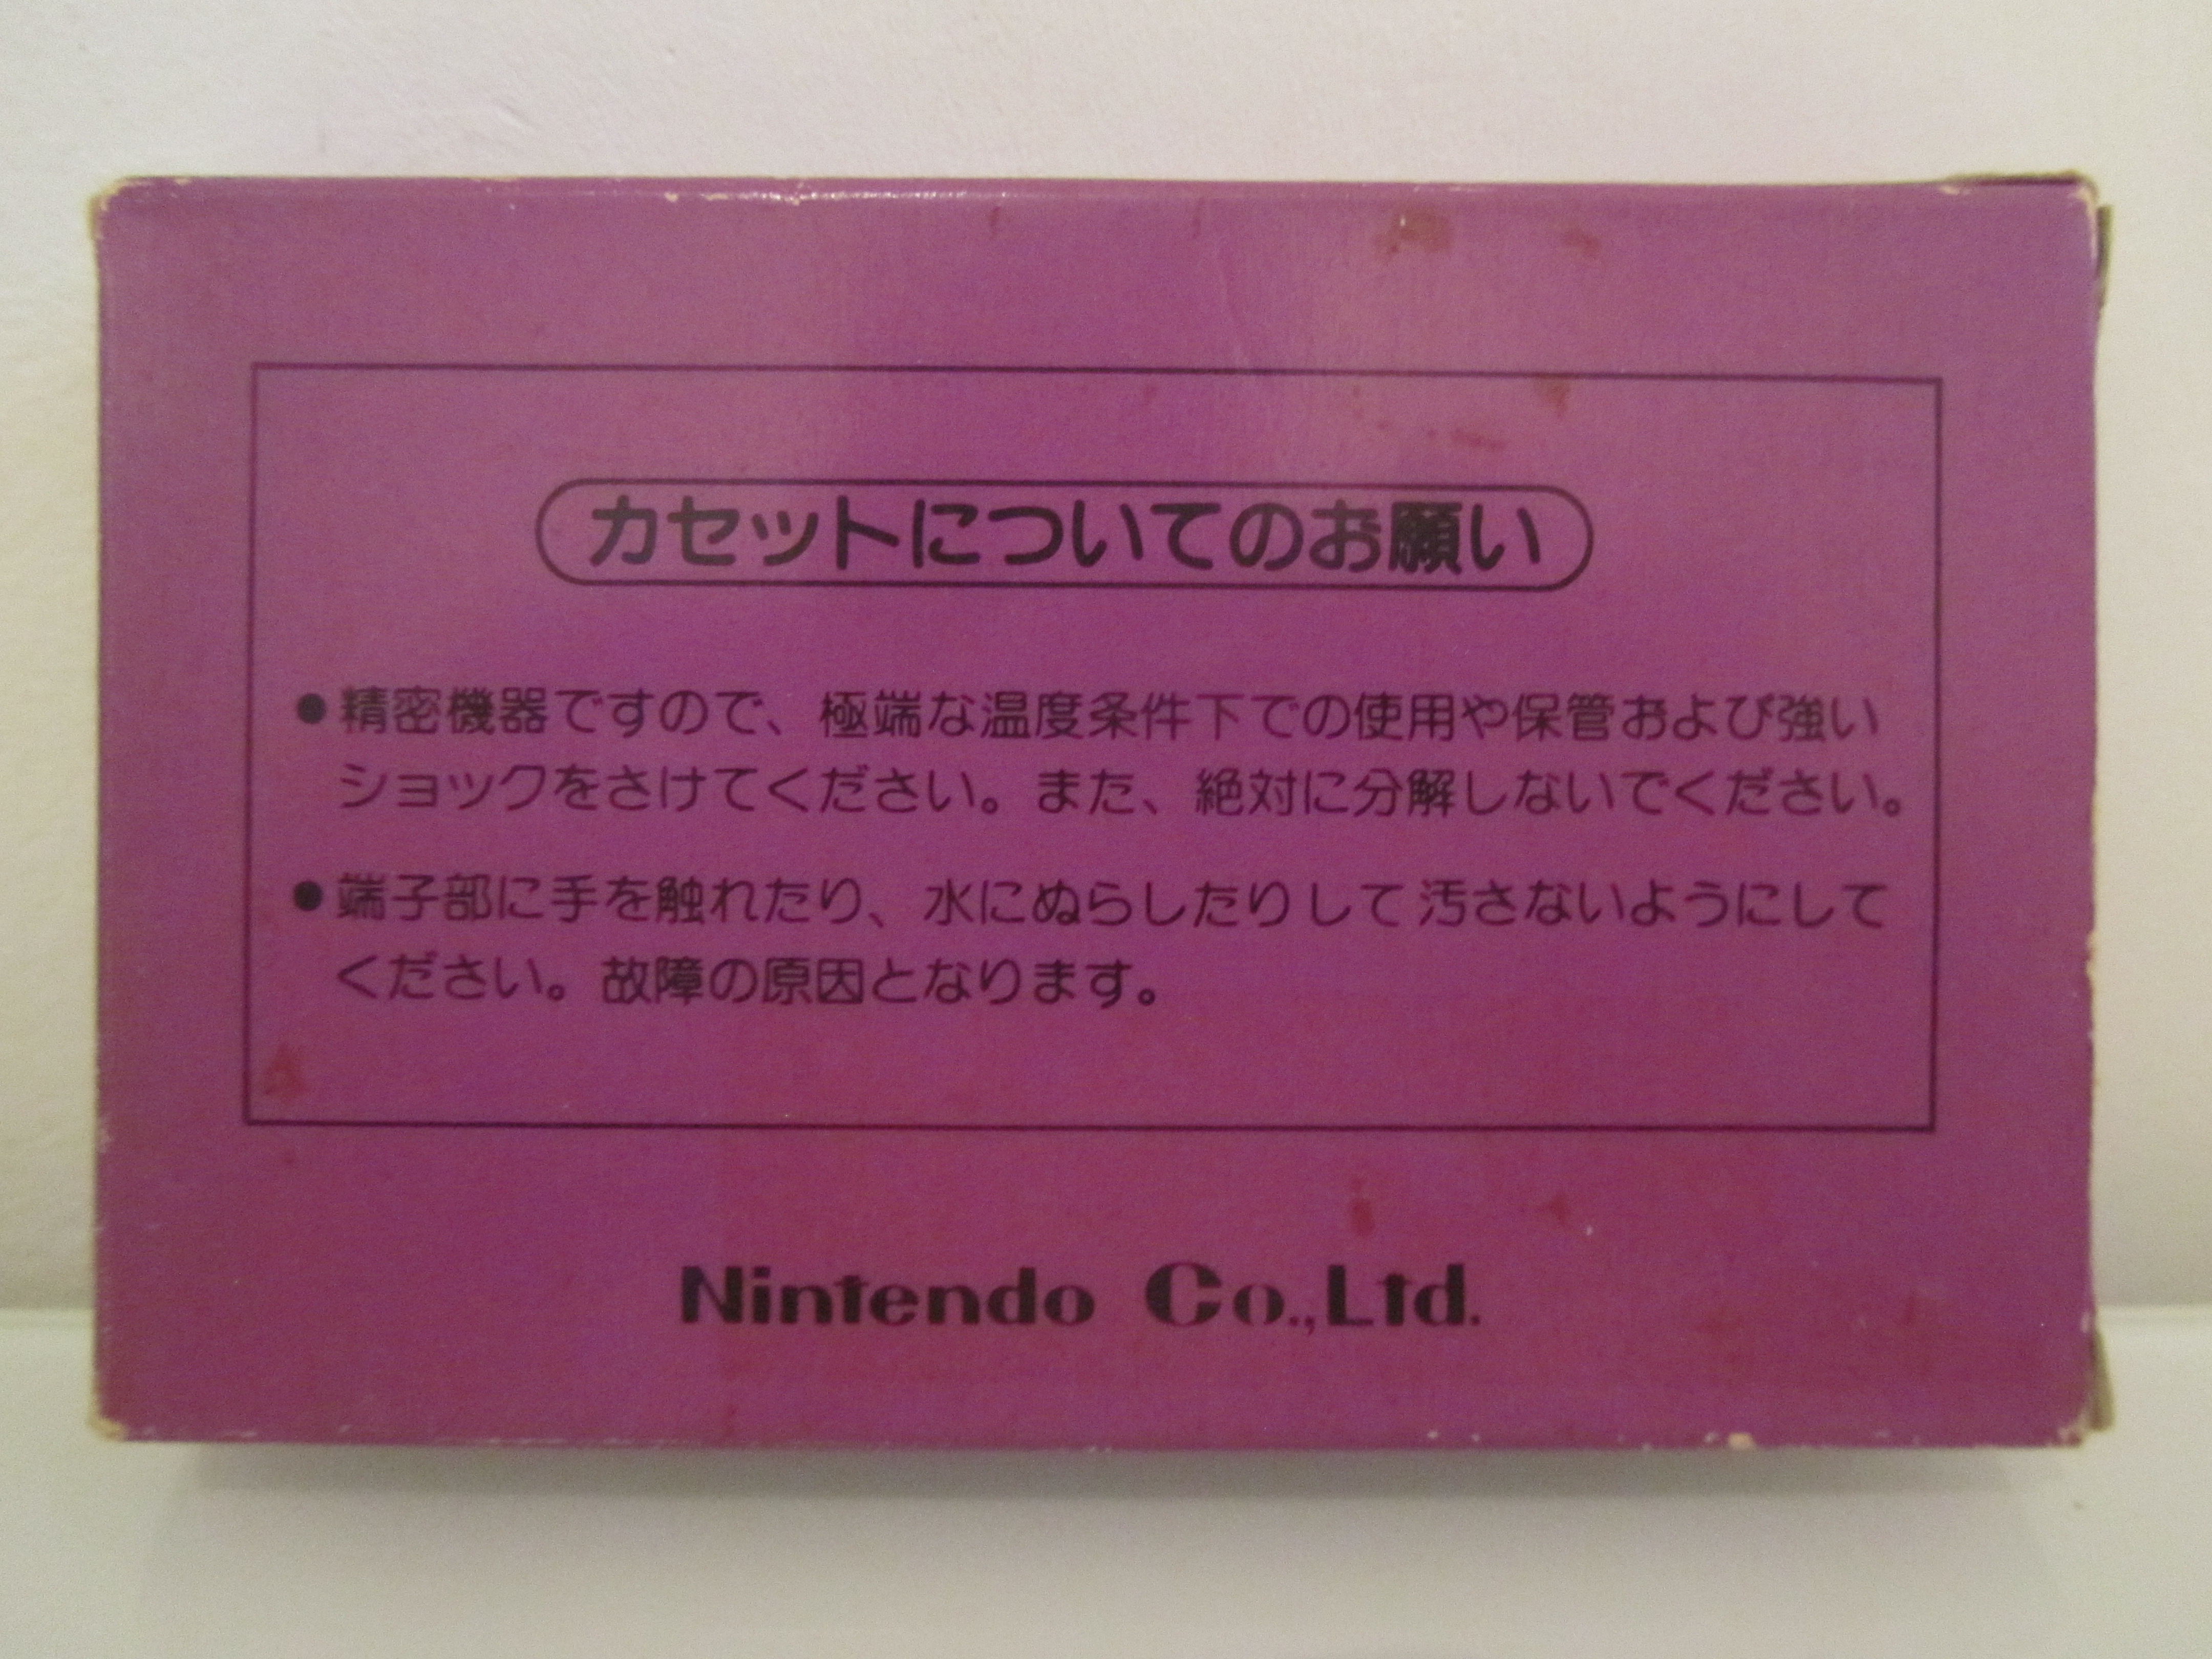 カセットについてのお願い
●精密機器ですので、極端な温度条件下での使用や保管および強い
ショックをさけてください。また、絶対に分解しないでください。
●端子部に手を触れたり、水にぬらしたりして汚さないようにして
ください。故障の原因となります。
Nintendo Co.,Ltd.